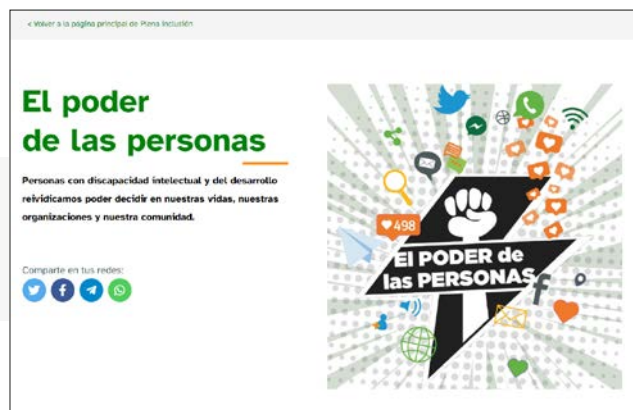 < Volver a la página principal de Plena Inclusión
El poder
de las personas
Personas con discapacidad intelectual y del desarrollo
reividicamos poder decidir en nuestras vidas, nuestras
organizaciones y nuestra comunidad.
Comparte en tus redes:
498
El PODER de
las PERSONAS